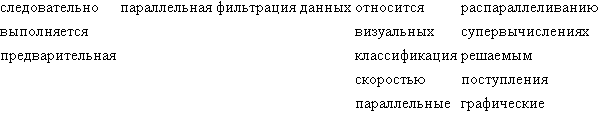 следовательно параллельная фильтрация данных относится распараллеливанию
выполняется визуальных супервычислениях
предварительная классификация решаемым
скоростью поступления
параллельные графические